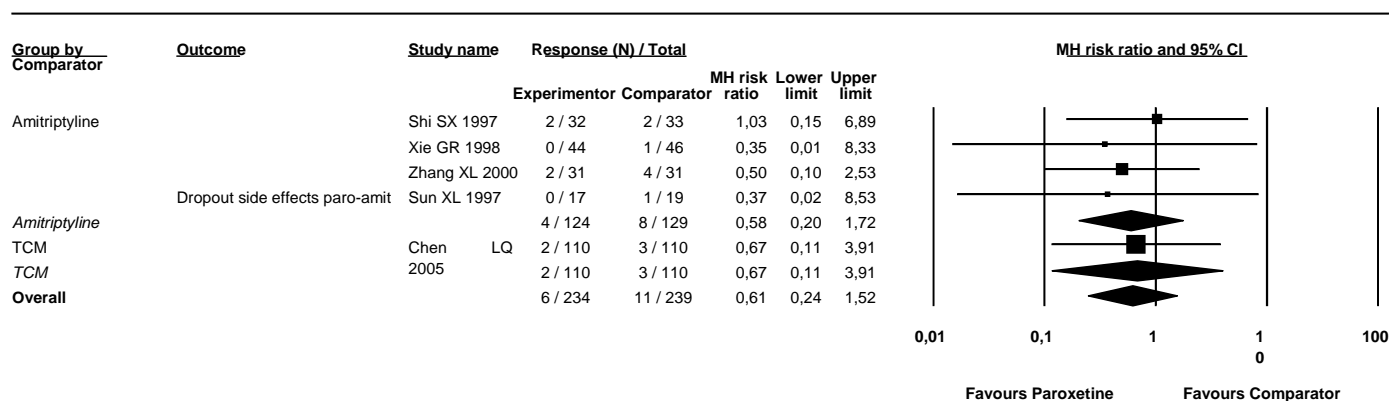 Group by Comparator Outcome Study name Response (N) / Total MH risk ratio and 95% CI
Experimentor Comparator MH risk ratio Lower limit Upper limit
Amitriptyline Shi SX 1997 2 / 32 2 / 33 1,03 0,15 6,89
Xie GR 1998 0 / 44 1 / 46 0,35 0,01 8,33
Zhang XL 2000 2 / 31 4 / 31 0,50 0,10 2,53
Dropout side effects paro-amit Sun XL 1997 0 / 17 1 / 19 0,37 0,02 8,53
Amitriptyline 4 / 124 8 / 129 0,58 0,20 1,72
TCM Chen LQ 2005 2 / 110 3 / 110 0,67 0,11 3,91
TCM 2 / 110 3 / 110 0,67 0,11 3,91
Overall 6 / 234 11 / 239 0,61 0,24 1,52
0,01 0,1 1 10 100
Favours Paroxetine Favours Comparator